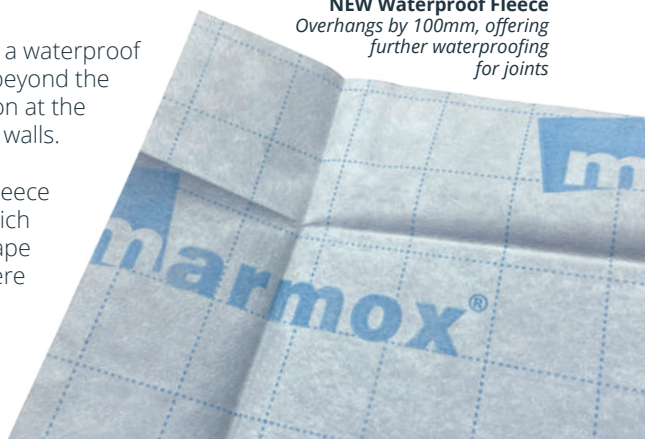 NEW Waterproof Fleece
Overhangs by 100mm, offering
further waterproofing
for joints
a waterproof
beyond the
on at the
walls.
leece
ich
ape
ere
m
marmox®